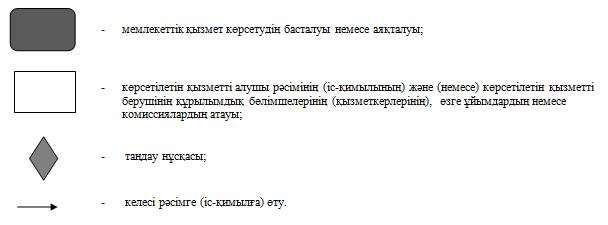 - мемлекеттік қызмет көрсетудің басталуы немесе аяқталуы;
- көрсетілетін қызметті алушы рәсімінің (іс-қимылының) және (немесе) көрсетілетін қызметті
берушінің құрылымдық бөлімшелерінің (қызметкерлерінің), өзге ұйымдардың немесе
комиссиялардың атауы;
- таңдау нұсқасы;
- келесі рәсімге (іс-қимылға) өту.